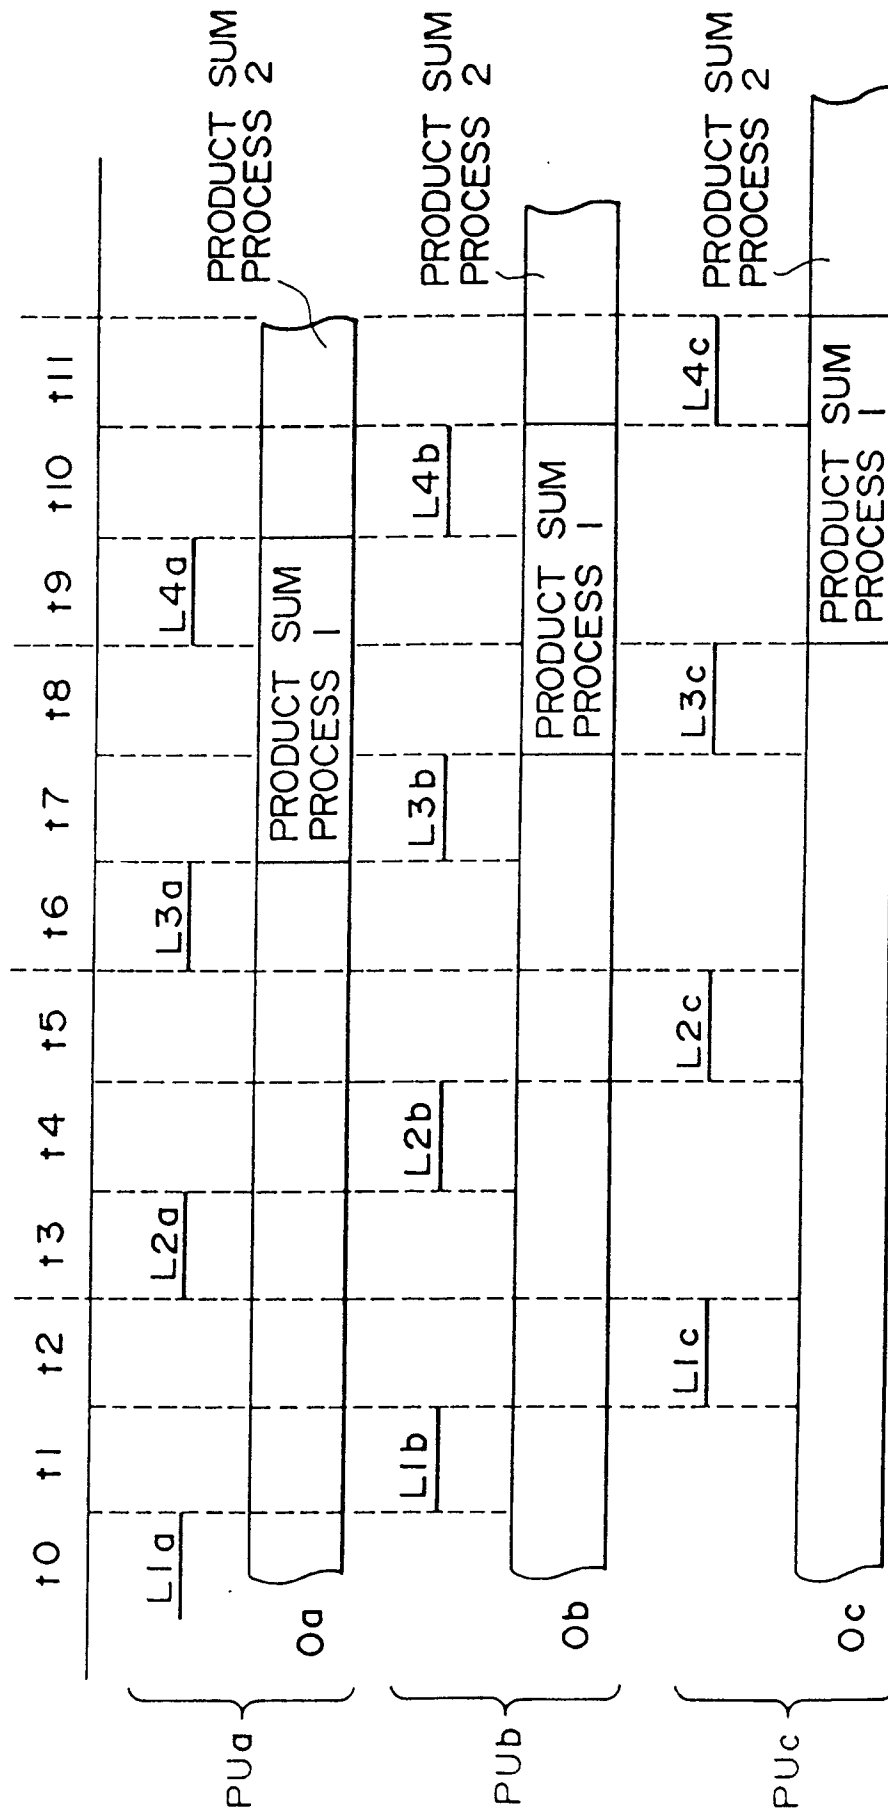 t0 t1 t2 t3 t4 t5 t6 t7 t8 t9 t10 t11
PUa
L1a L2a L3a L4a
Oa
PRODUCT SUM
PROCESS 1
PRODUCT SUM
PROCESS 2
PUb
L1b L2b L3b L4b
Ob
PRODUCT SUM
PROCESS 1
PRODUCT SUM
PROCESS 2
PUc
L1c L2c L3c L4c
Oc
PRODUCT SUM
PROCESS 1
PRODUCT SUM
PROCESS 2